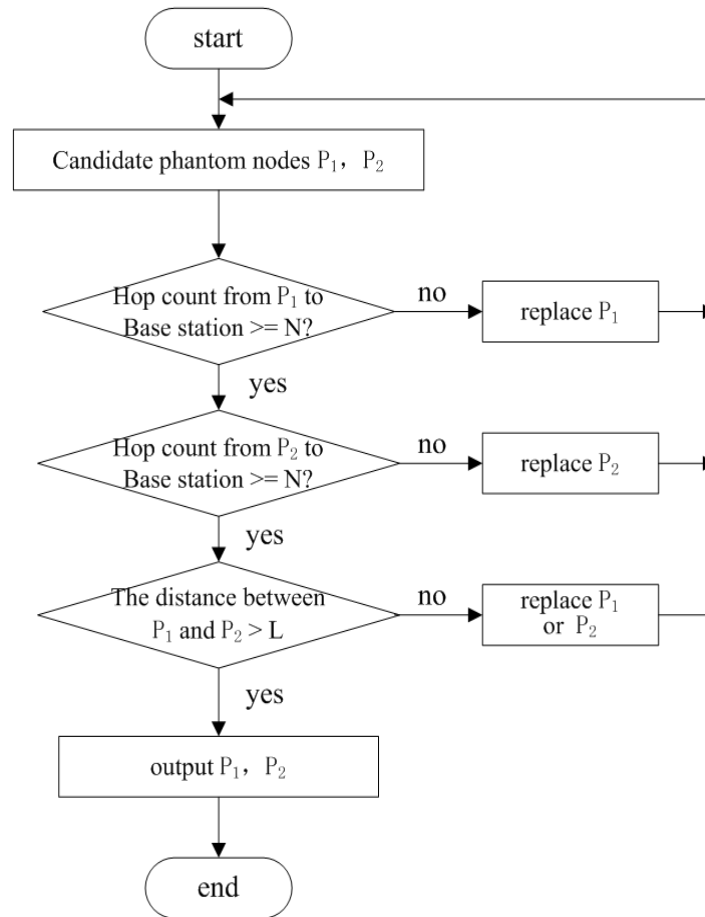 start
Candidate phantom nodes P₁, P₂
Hop count from P₁ to
Base station >= N?
no
replace P₁
yes
Hop count from P₂ to
Base station >= N?
no
replace P₂
yes
The distance between
P₁ and P₂ > L
no
replace P₁
or P₂
yes
output P₁, P₂
end